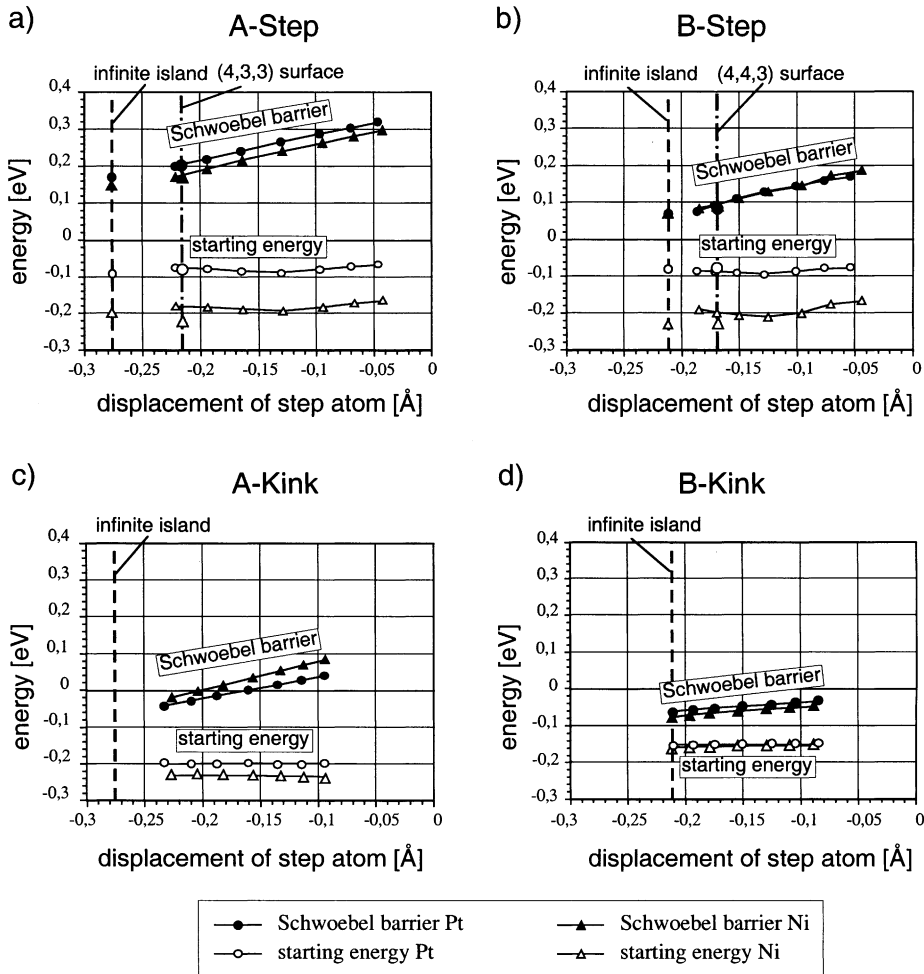 a)
A-Step
infinite island
(4,3,3) surface
0,4
0,3
0,2
0,1
0
-0,1
-0,2
-0,3
energy [eV]
Schwoebel barrier
starting energy
-0,3
-0,25
-0,2
-0,15
-0,1
-0,05
0
displacement of step atom [Å]
b)
B-Step
infinite island
(4,4,3) surface
0,4
0,3
0,2
0,1
0
-0,1
-0,2
-0,3
energy [eV]
Schwoebel barrier
starting energy
-0,3
-0,25
-0,2
-0,15
-0,1
-0,05
0
displacement of step atom [Å]
c)
A-Kink
infinite island
0,4
0,3
0,2
0,1
0
-0,1
-0,2
-0,3
energy [eV]
Schwoebel barrier
starting energy
-0,3
-0,25
-0,2
-0,15
-0,1
-0,05
0
displacement of step atom [Å]
d)
B-Kink
infinite island
0,4
0,3
0,2
0,1
0
-0,1
-0,2
-0,3
energy [eV]
Schwoebel barrier
starting energy
-0,3
-0,25
-0,2
-0,15
-0,1
-0,05
0
displacement of step atom [Å]
Schwoebel barrier Pt
Schwoebel barrier Ni
starting energy Pt
starting energy Ni